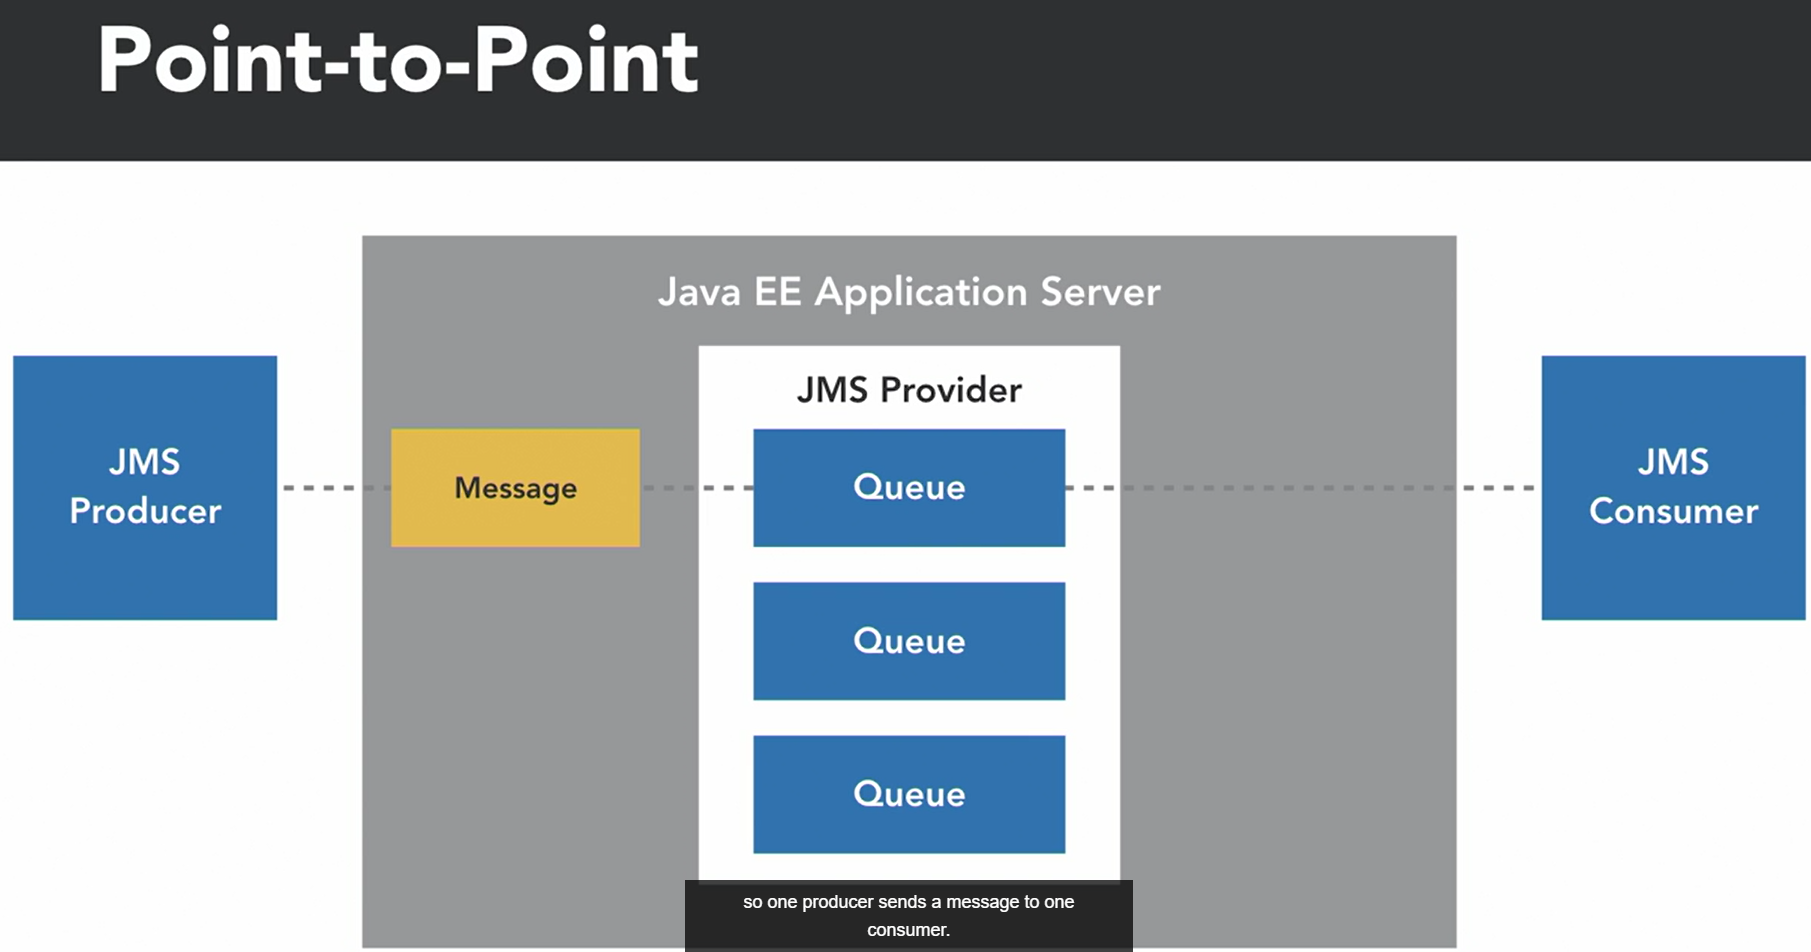 Point-to-Point
Java EE Application Server
JMS Provider
JMS
Producer
Message
Queue
JMS
Consumer
Queue
Queue
so one producer sends a message to one
consumer.